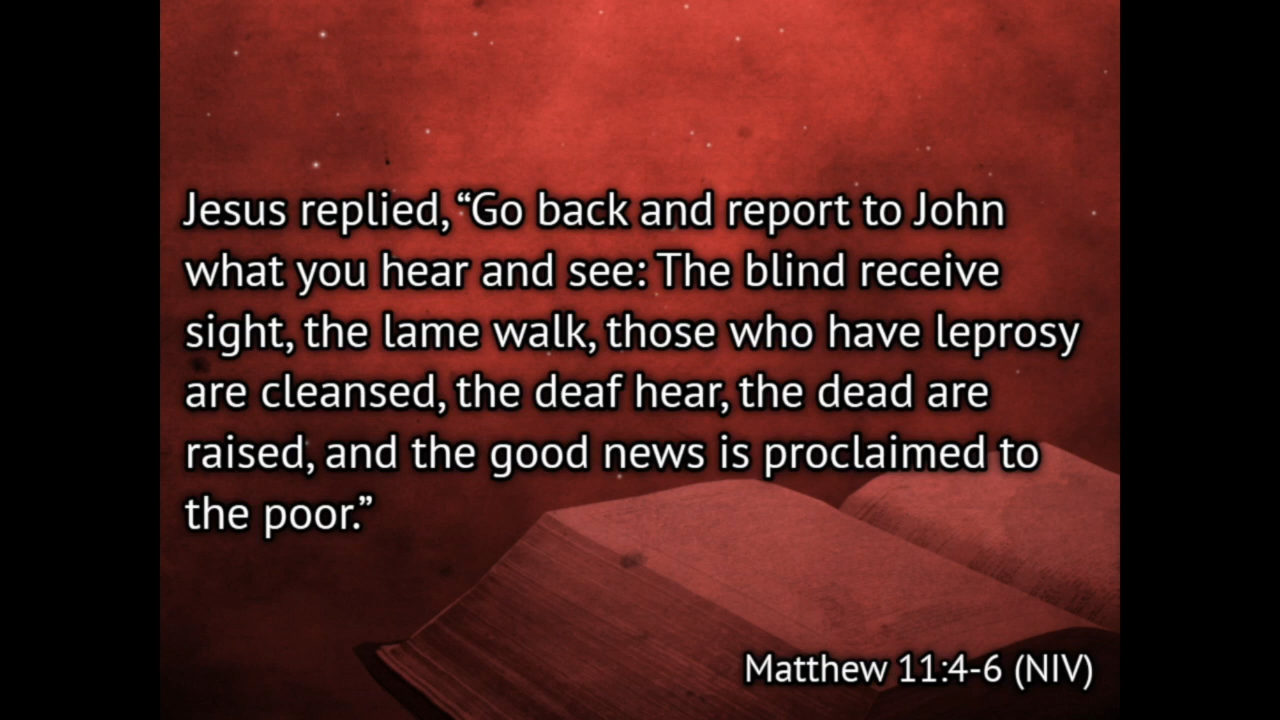 Jesus replied, “Go back and report to John
what you hear and see: The blind receive
sight, the lame walk, those who have leprosy
are cleansed, the deaf hear, the dead are
raised, and the good news is proclaimed to
the poor.”
Matthew 11:4-6 (NIV)